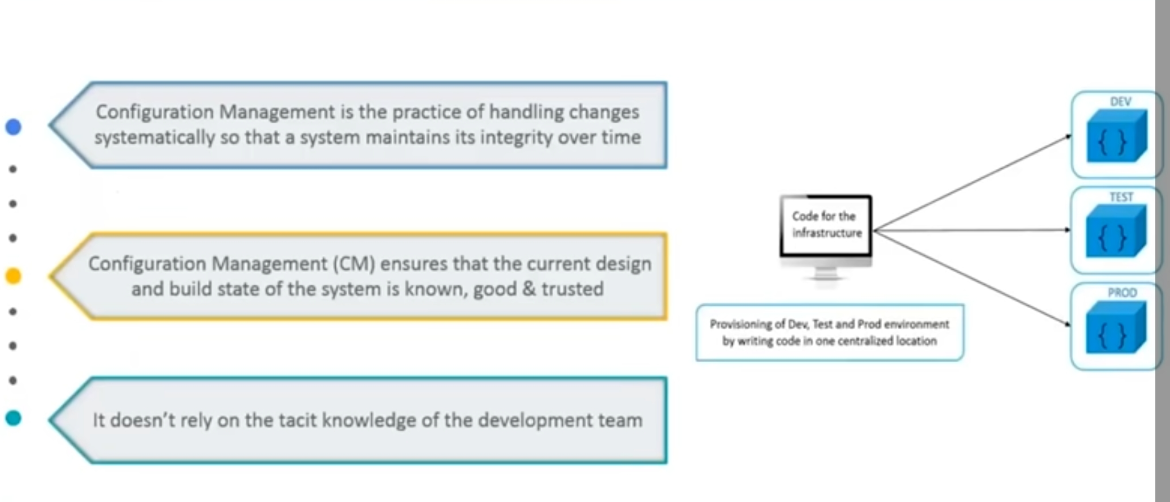 Configuration Management is the practice of handling changes
systematically so that a system maintains its integrity over time
Configuration Management (CM) ensures that the current design
and build state of the system is known, good & trusted
It doesn't rely on the tacit knowledge of the development team
Code for the
infrastructure
Provisioning of Dev, Test and Prod environment
by writing code in one centralized location
DEV
{ }
TEST
{ }
PROD
{ }